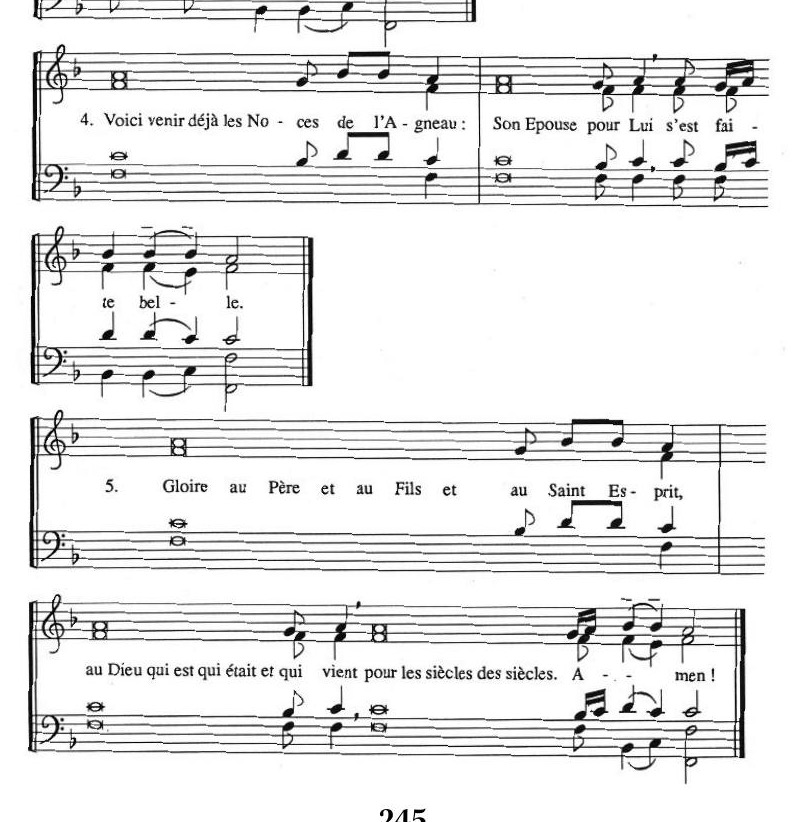 4. Voici venir déjà les No - ces de l'A - gneau : Son Epouse pour Lui s'est fai -
te bel - le.
5. Gloire au Père et au Fils et au Saint Es - prit,
au Dieu qui est qui était et qui vient pour les siècles des siècles. A - - - men !
245